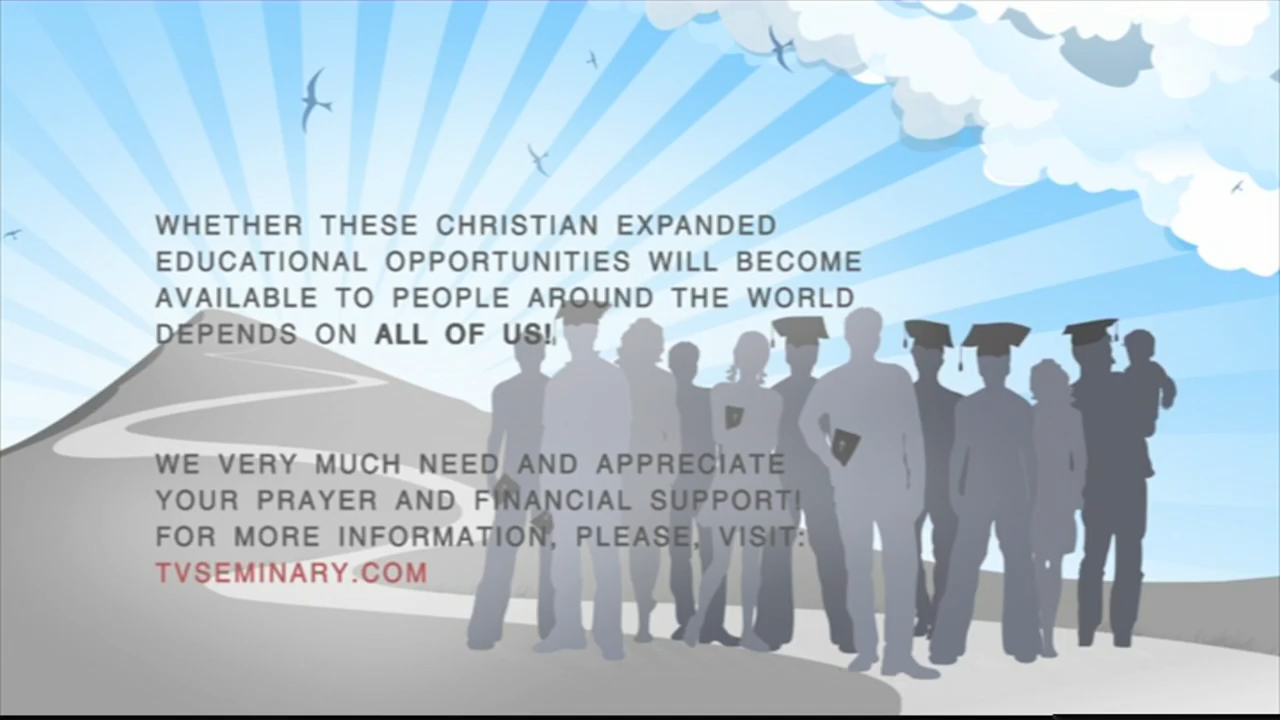 WHETHER THESE CHRISTIAN EXPANDED
EDUCATIONAL OPPORTUNITIES WILL BECOME
AVAILABLE TO PEOPLE AROUND THE WORLD
DEPENDS ON ALL OF US!
WE VERY MUCH NEED AND APPRECIATE
YOUR PRAYER AND FINANCIAL SUPPORT!
FOR MORE INFORMATION, PLEASE, VISIT:
TVSEMINARY.COM